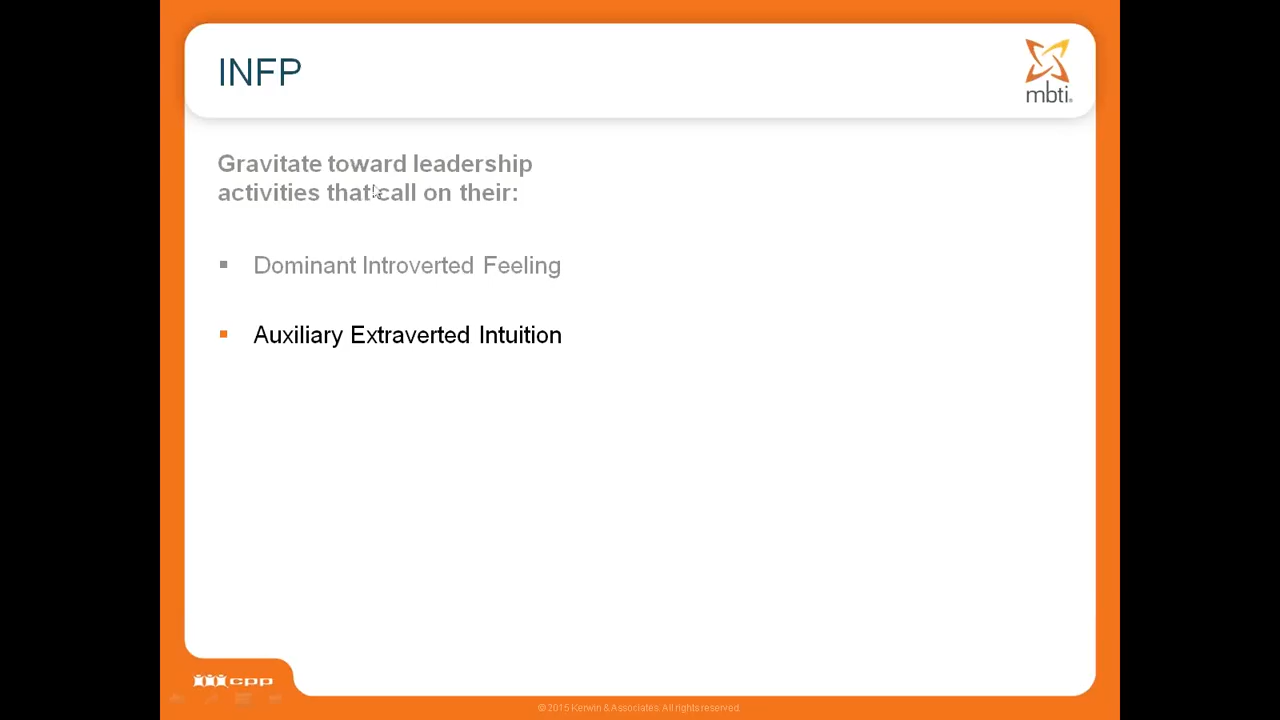 INFP
mbti®
Gravitate toward leadership
activities that call on their:
▪ Dominant Introverted Feeling
▪ Auxiliary Extraverted Intuition
cpp
© 2015 Kerwin & Associates. All rights reserved.